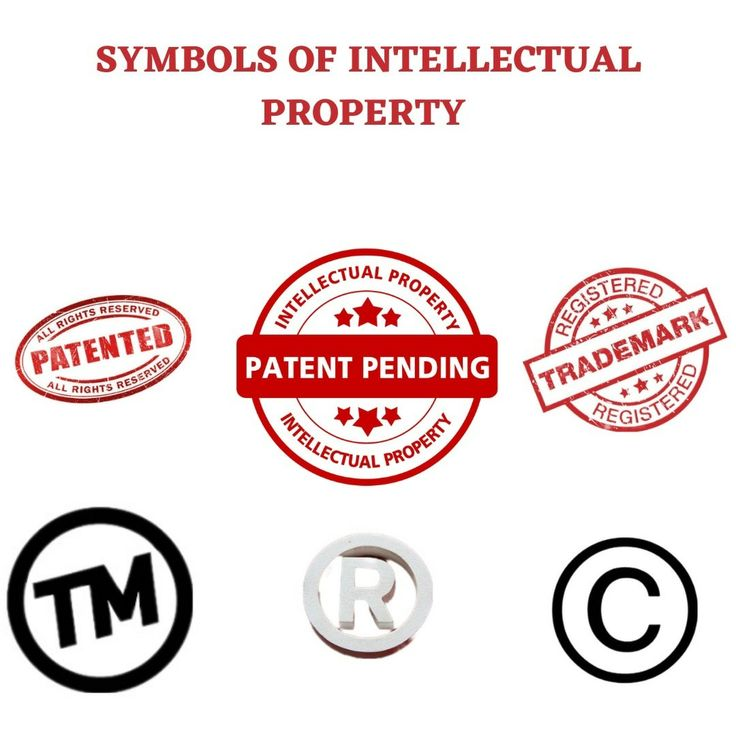 SYMBOLS OF INTELLECTUAL
PROPERTY
ALL RIGHTS RESERVED
PATENTED
ALL RIGHTS RESERVED
INTELLECTUAL PROPERTY
PATENT PENDING
INTELLECTUAL PROPERTY
REGISTERED
TRADEMARK
REGISTERED
TM
R
C